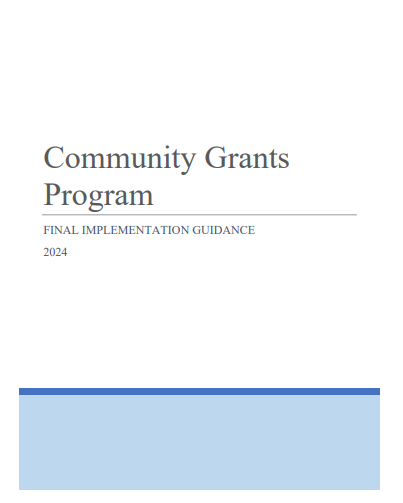 Community Grants
Program
FINAL IMPLEMENTATION GUIDANCE
2024